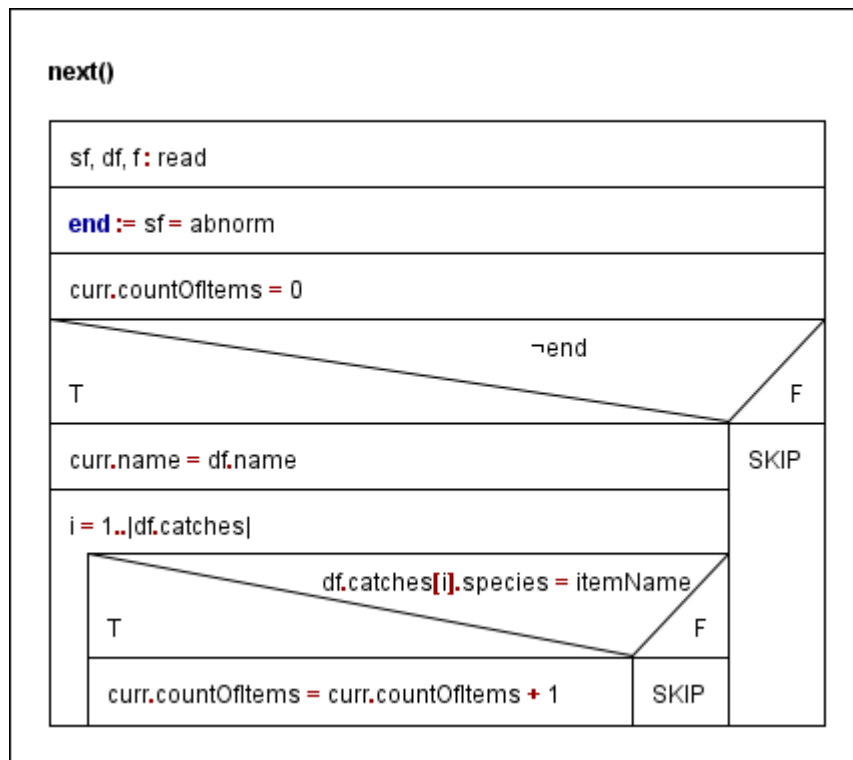 next()
sf, df, f: read
end := sf = abnorm
curr.countOfItems = 0
¬end
T
F
curr.name = df.name
SKIP
i = 1..|df.catches|
df.catches[i].species = itemName
T
F
curr.countOfItems = curr.countOfItems + 1
SKIP